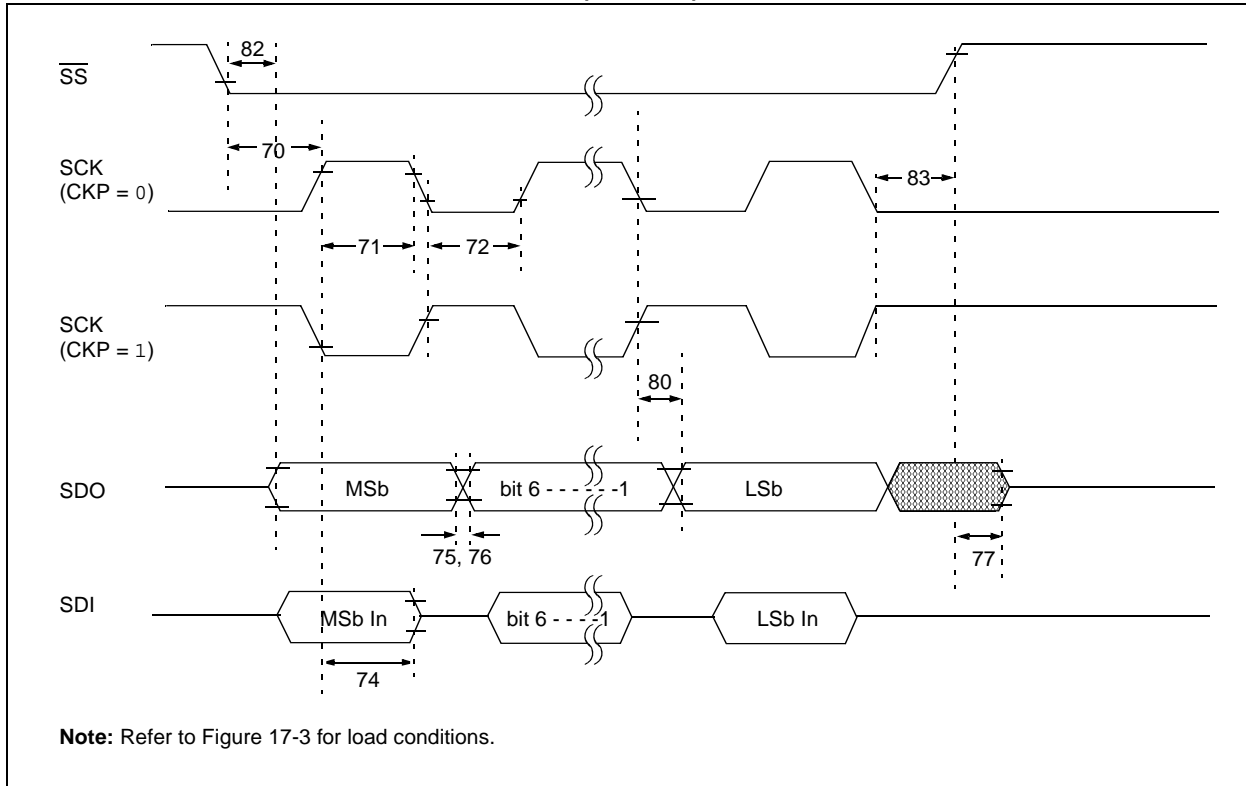 82
SS
70
SCK
(CKP = 0)
83
71
72
SCK
(CKP = 1)
80
SDO
MSb
bit 6 - - - - - -1
LSb
75, 76
77
SDI
MSb In
bit 6 - - - -1
LSb In
74
Note: Refer to Figure 17-3 for load conditions.